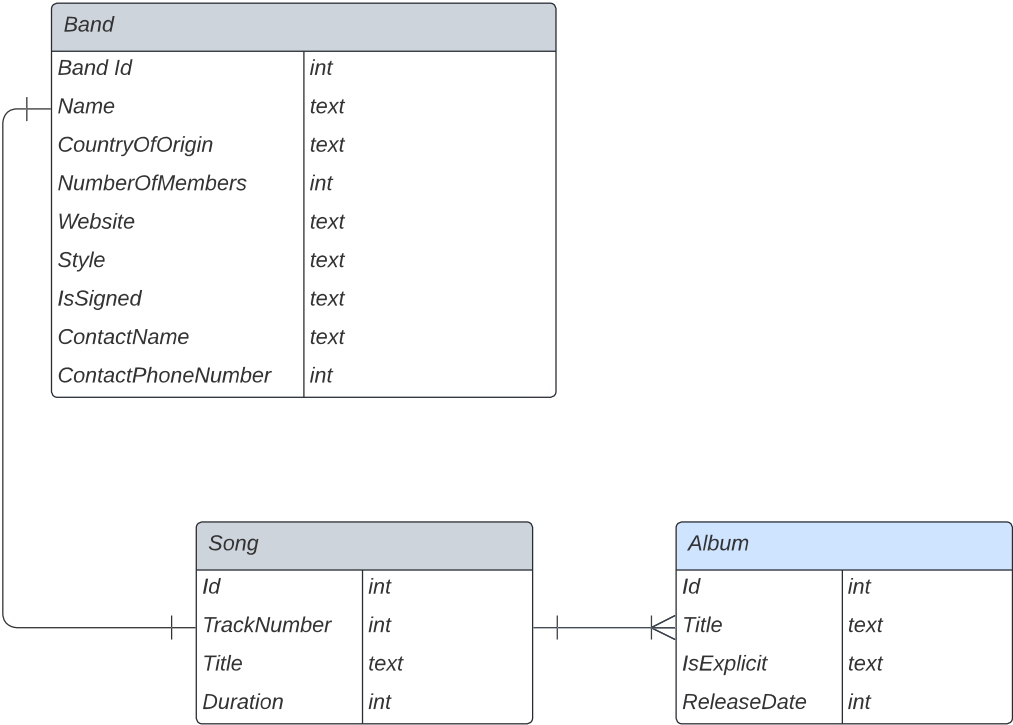 Band
Band Id int
Name text
CountryOfOrigin text
NumberOfMembers int
Website text
Style text
IsSigned text
ContactName text
ContactPhoneNumber int
Song
Id int
TrackNumber int
Title text
Duration int
Album
Id int
Title text
IsExplicit text
ReleaseDate int